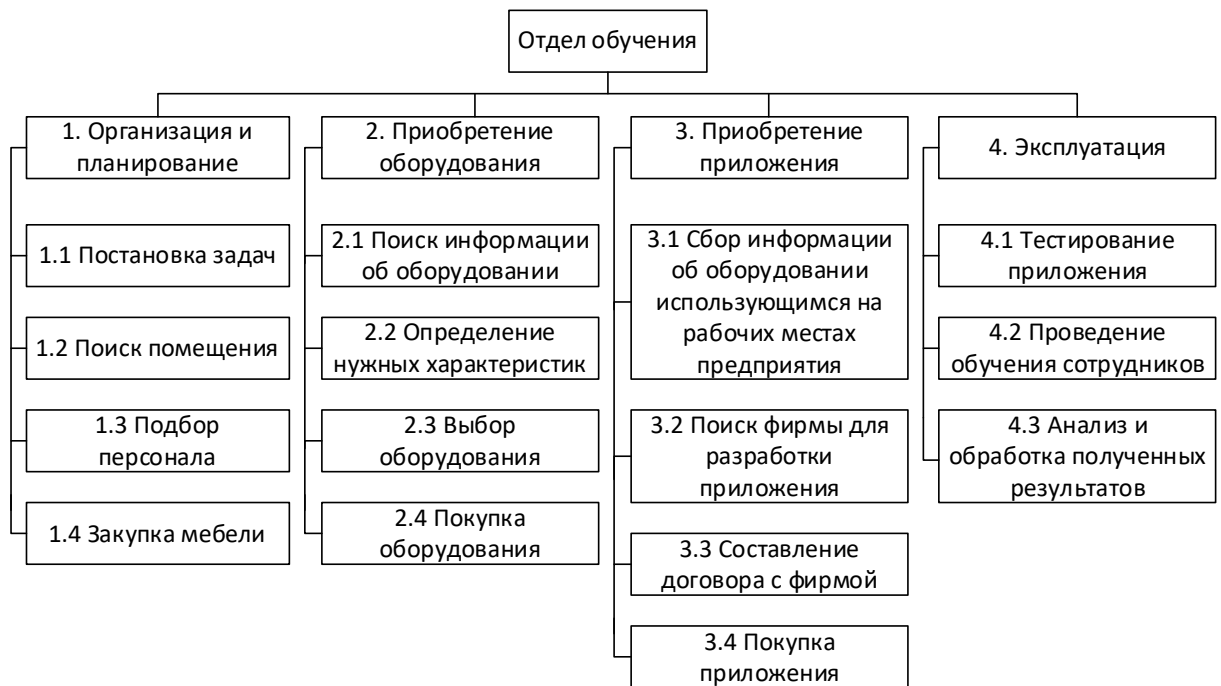 Отдел обучения
1. Организация и
планирование
1.1 Постановка задач
1.2 Поиск помещения
1.3 Подбор
персонала
1.4 Закупка мебели
2. Приобретение
оборудования
2.1 Поиск информации
об оборудовании
2.2 Определение
нужных характеристик
2.3 Выбор
оборудования
2.4 Покупка
оборудования
3. Приобретение
приложения
3.1 Сбор информации
об оборудовании
использующимся на
рабочих местах
предприятия
3.2 Поиск фирмы для
разработки
приложения
3.3 Составление
договора с фирмой
3.4 Покупка
приложения
4. Эксплуатация
4.1 Тестирование
приложения
4.2 Проведение
обучения сотрудников
4.3 Анализ и
обработка полученных
результатов